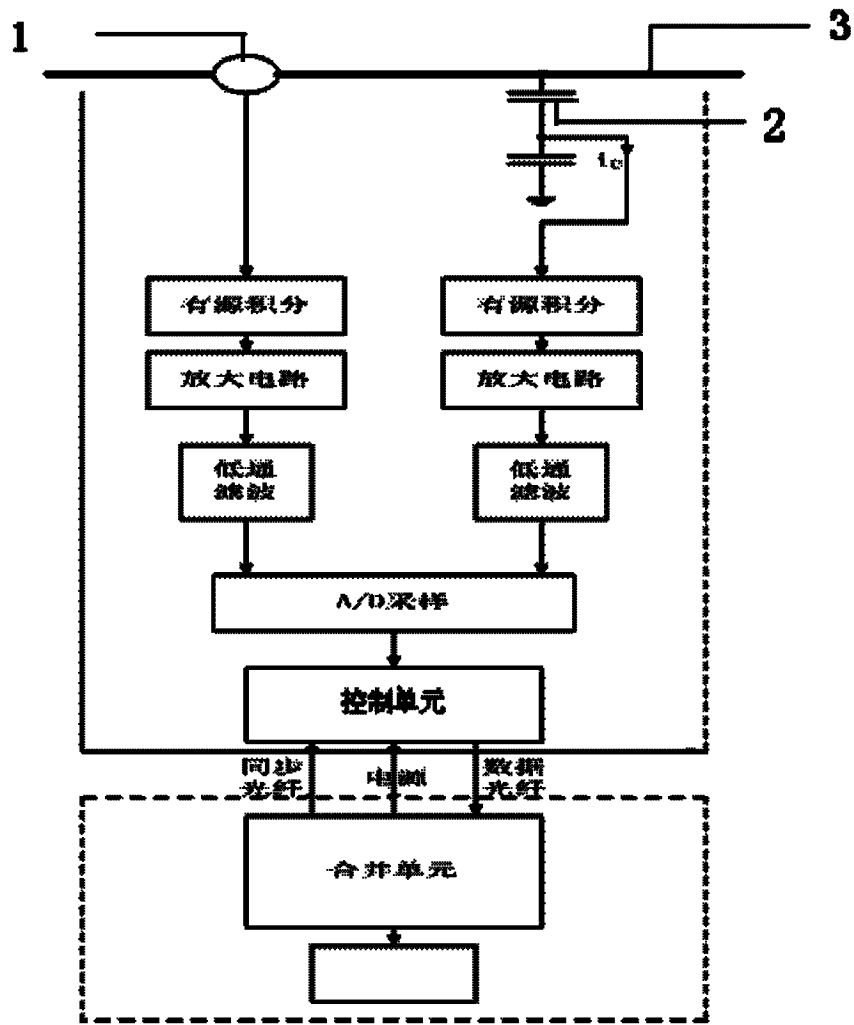 1
3
2
ic
有源积分
有源积分
放大电路
放大电路
低通
滤波
低通
滤波
A/D采样
控制单元
同步
光纤
电源
数据
光纤
合并单元